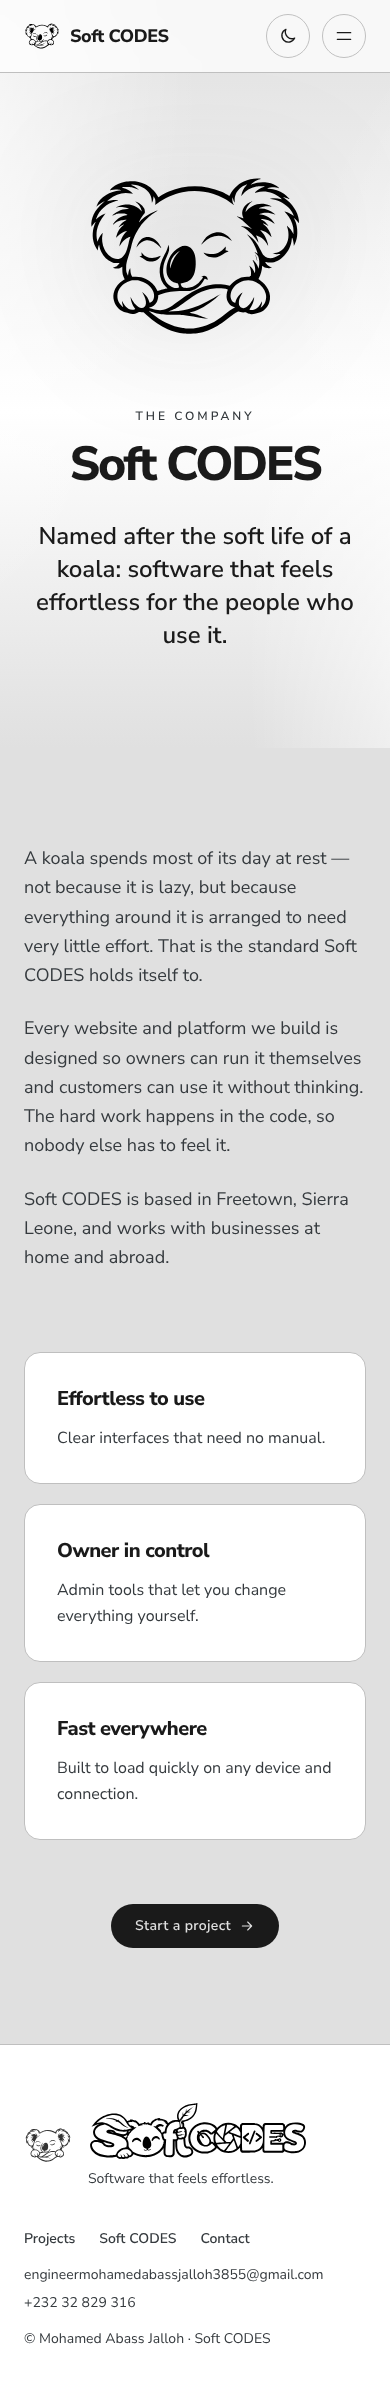 Soft CODES
THE COMPANY
Soft CODES
Named after the soft life of a
koala: software that feels
effortless for the people who
use it.
A koala spends most of its day at rest —
not because it is lazy, but because
everything around it is arranged to need
very little effort. That is the standard Soft
CODES holds itself to.
Every website and platform we build is
designed so owners can run it themselves
and customers can use it without thinking.
The hard work happens in the code, so
nobody else has to feel it.
Soft CODES is based in Freetown, Sierra
Leone, and works with businesses at
home and abroad.
Effortless to use
Clear interfaces that need no manual.
Owner in control
Admin tools that let you change
everything yourself.
Fast everywhere
Built to load quickly on any device and
connection.
Start a project →
Soft CODES
Software that feels effortless.
Projects Soft CODES Contact
engineermohamedabassjalloh3855@gmail.com
+232 32 829 316
© Mohamed Abass Jalloh · Soft CODES